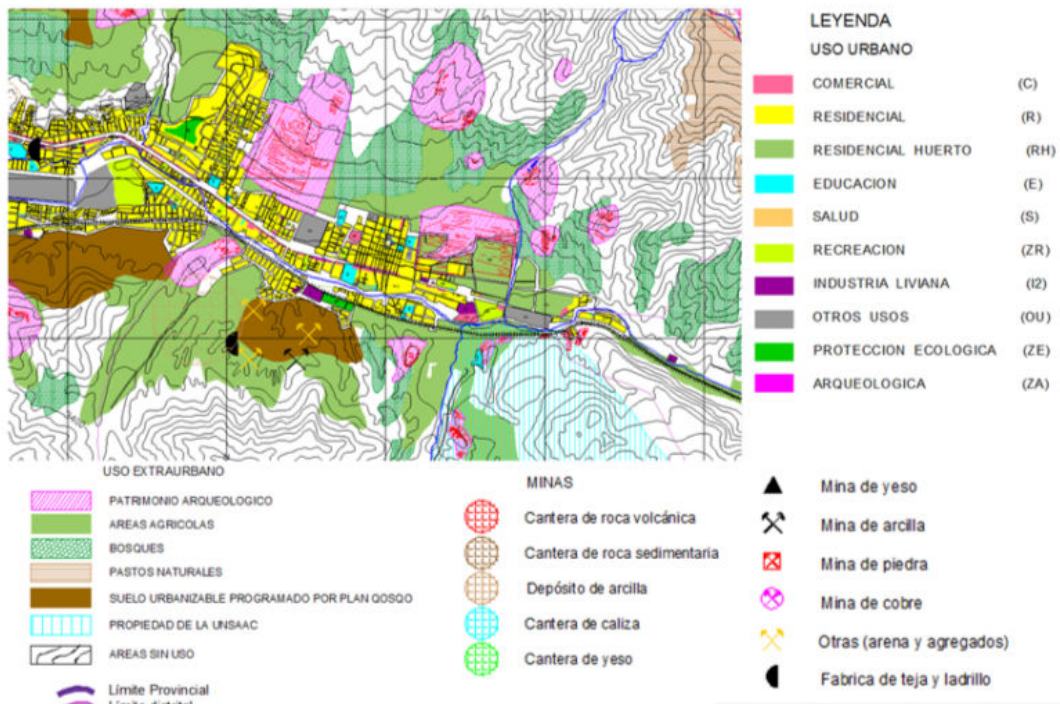 LEYENDA
USO URBANO
COMERCIAL (C)
RESIDENCIAL (R)
RESIDENCIAL HUERTO (RH)
EDUCACION (E)
SALUD (S)
RECREACION (ZR)
INDUSTRIA LIVIANA (I2)
OTROS USOS (OU)
PROTECCION ECOLOGICA (ZE)
ARQUEOLOGICA (ZA)
USO EXTRAURBANO
PATRIMONIO ARQUEOLOGICO
AREAS AGRICOLAS
BOSQUES
PASTOS NATURALES
SUELO URBANIZABLE PROGRAMADO POR PLAN QOSQO
PROPIEDAD DE LA UNSAAC
AREAS SIN USO
Límite Provincial
Límite distrital
MINAS
Cantera de roca volcánica
Cantera de roca sedimentaria
Depósito de arcilla
Cantera de caliza
Cantera de yeso
Mina de yeso
Mina de arcilla
Mina de piedra
Mina de cobre
Otras (arena y agregados)
Fabrica de teja y ladrillo